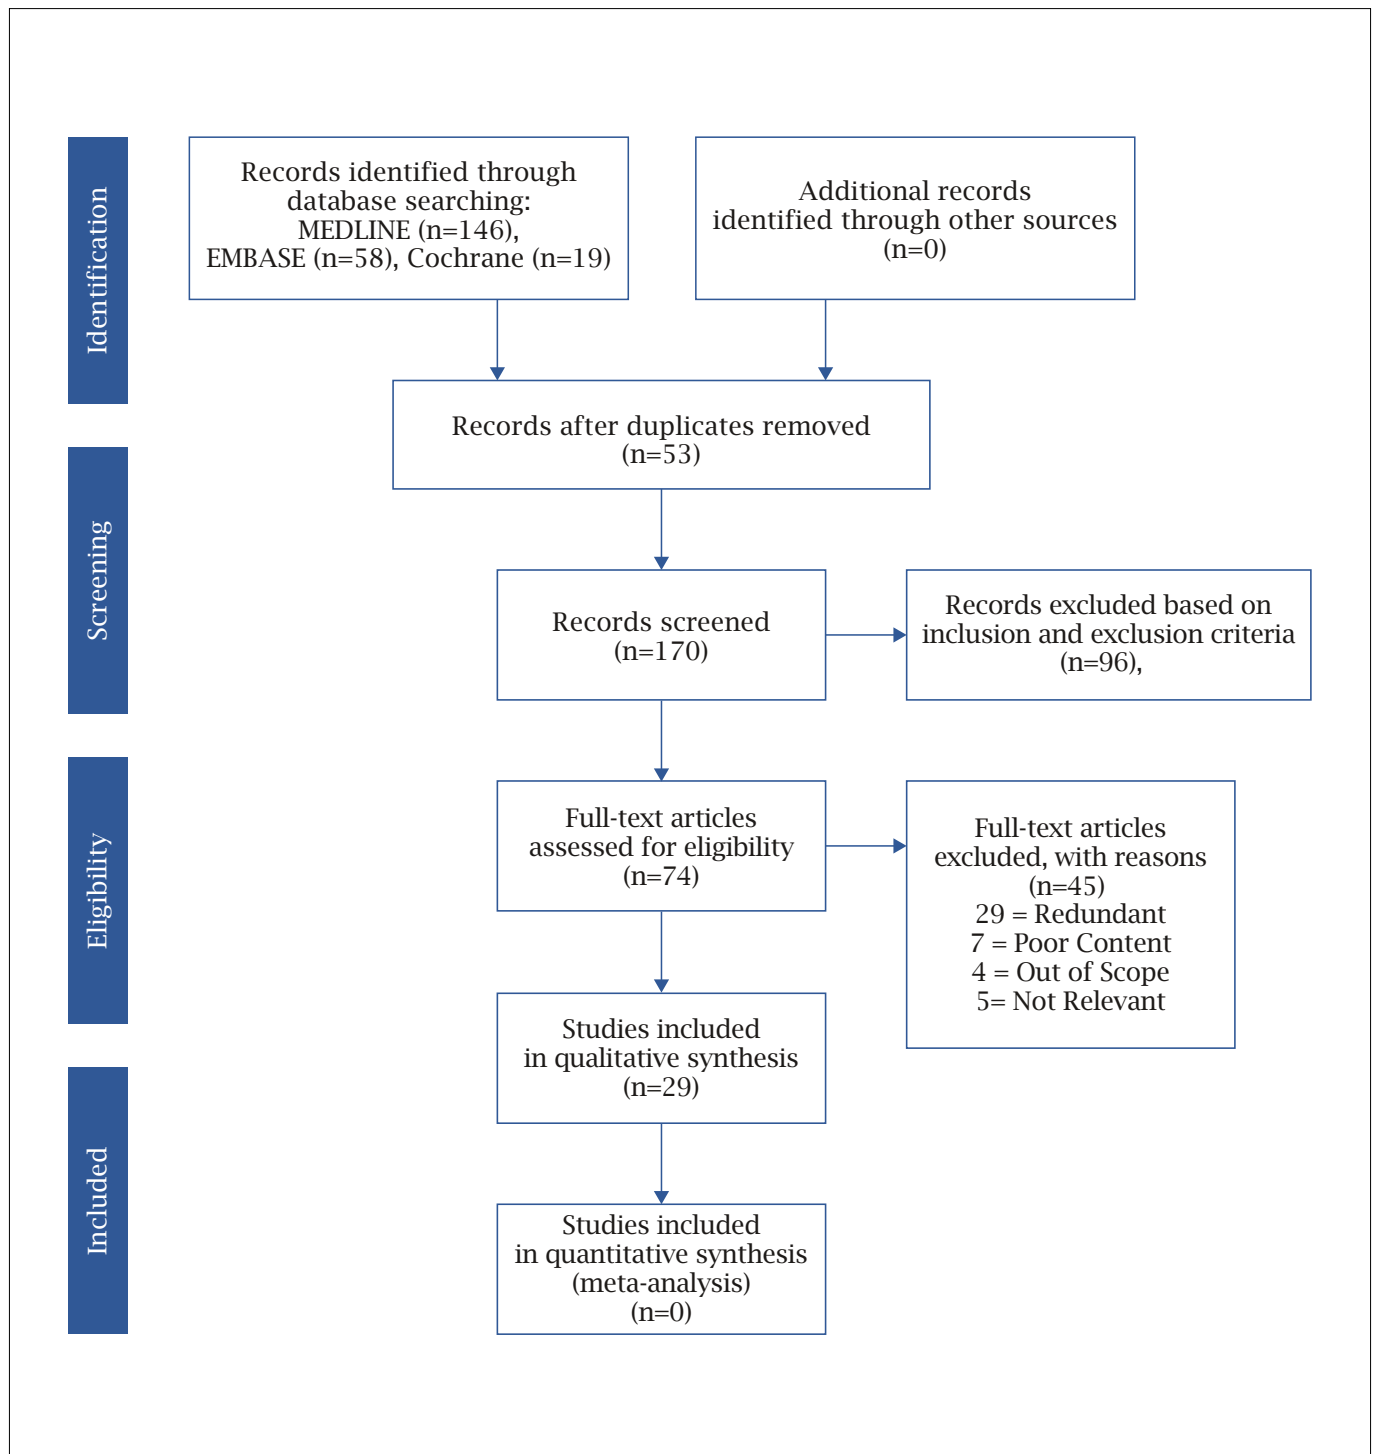 Identification
Records identified through
database searching:
MEDLINE (n=146),
EMBASE (n=58), Cochrane (n=19)
Additional records
identified through other sources
(n=0)
Records after duplicates removed
(n=53)
Screening
Records screened
(n=170)
Records excluded based on
inclusion and exclusion criteria
(n=96),
Eligibility
Full-text articles
assessed for eligibility
(n=74)
Full-text articles
excluded, with reasons
(n=45)
29 = Redundant
7 = Poor Content
4 = Out of Scope
5= Not Relevant
Studies included
in qualitative synthesis
(n=29)
Included
Studies included
in quantitative synthesis
(meta-analysis)
(n=0)